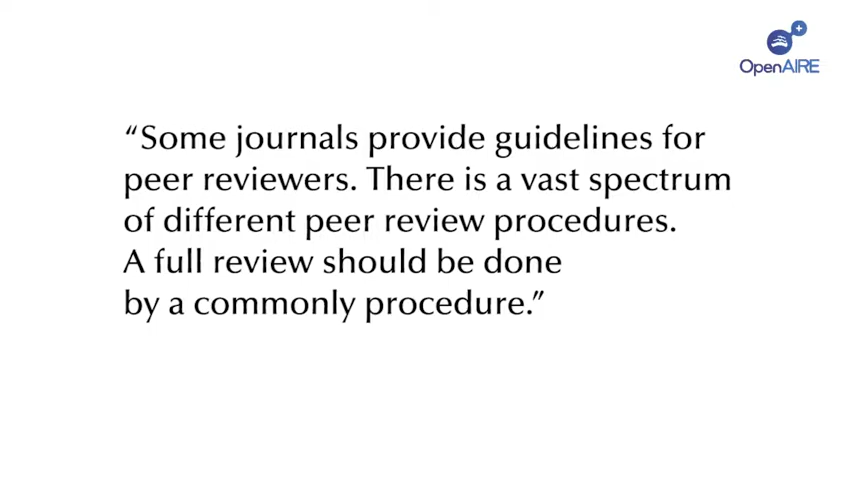 OpenAIRE
“Some journals provide guidelines for
peer reviewers. There is a vast spectrum
of different peer review procedures.
A full review should be done
by a commonly procedure.”